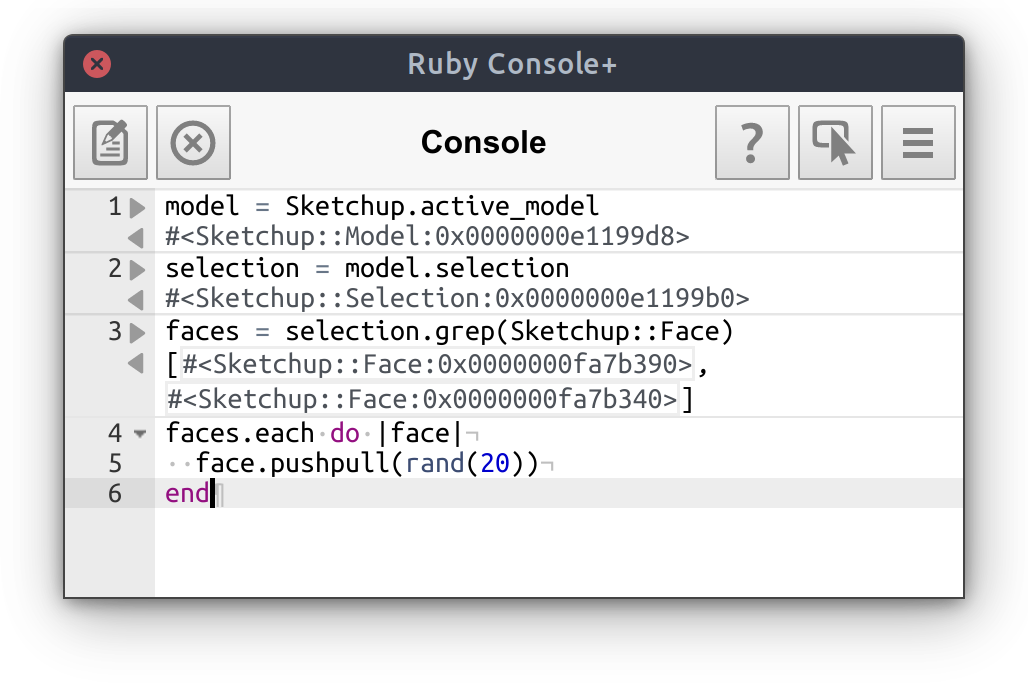 Ruby Console+
Console
?
1 model = Sketchup.active_model
#<Sketchup::Model:0x0000000e1199d8>
2 selection = model.selection
#<Sketchup::Selection:0x0000000e1199b0>
3 faces = selection.grep(Sketchup::Face)
[#<Sketchup::Face:0x0000000fa7b390>,
#<Sketchup::Face:0x0000000fa7b340>]
4 faces.each·do·|face|¬
5 ··face.pushpull(rand(20))¬
6 end¶